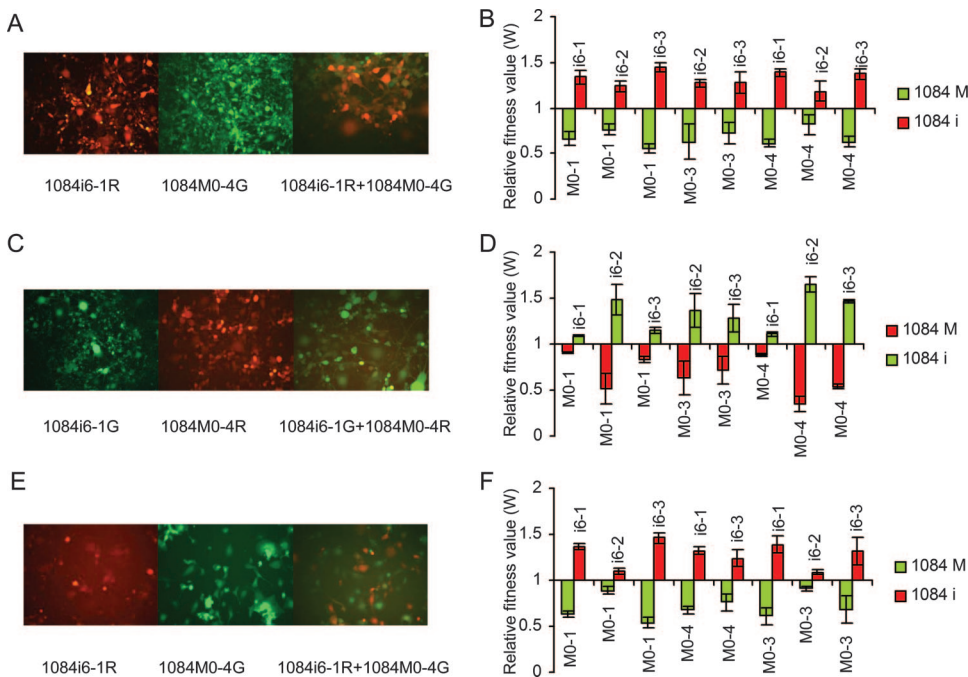 A
1084i6-1R
1084M0-4G
1084i6-1R+1084M0-4G
B
Relative fitness value (W)
2
1.5
1
0.5
0
i6-1
i6-2
i6-3
i6-2
i6-3
i6-1
i6-2
i6-3
M0-1
M0-1
M0-1
M0-3
M0-3
M0-4
M0-4
M0-4
1084 M
1084 i
C
1084i6-1G
1084M0-4R
1084i6-1G+1084M0-4R
D
Relative fitness value (W)
2
1.5
1
0.5
0
i6-1
i6-2
i6-3
i6-2
i6-3
i6-1
i6-2
i6-3
M0-1
M0-1
M0-1
M0-3
M0-3
M0-4
M0-4
M0-4
1084 M
1084 i
E
1084i6-1R
1084M0-4G
1084i6-1R+1084M0-4G
F
Relative fitness value (W)
2
1.5
1
0.5
0
i6-1
i6-2
i6-3
i6-1
i6-3
i6-1
i6-2
i6-3
M0-1
M0-1
M0-1
M0-4
M0-4
M0-3
M0-3
M0-3
1084 M
1084 i